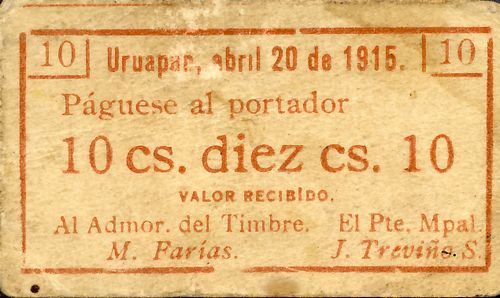 10 Uruapan, abril 20 de 1915. 10
Páguese al portador
10 cs. diez cs. 10
VALOR RECIBIDO.
Al Admor. del Timbre. El Pte. Mpal.
M. Farías. J. Treviño S.